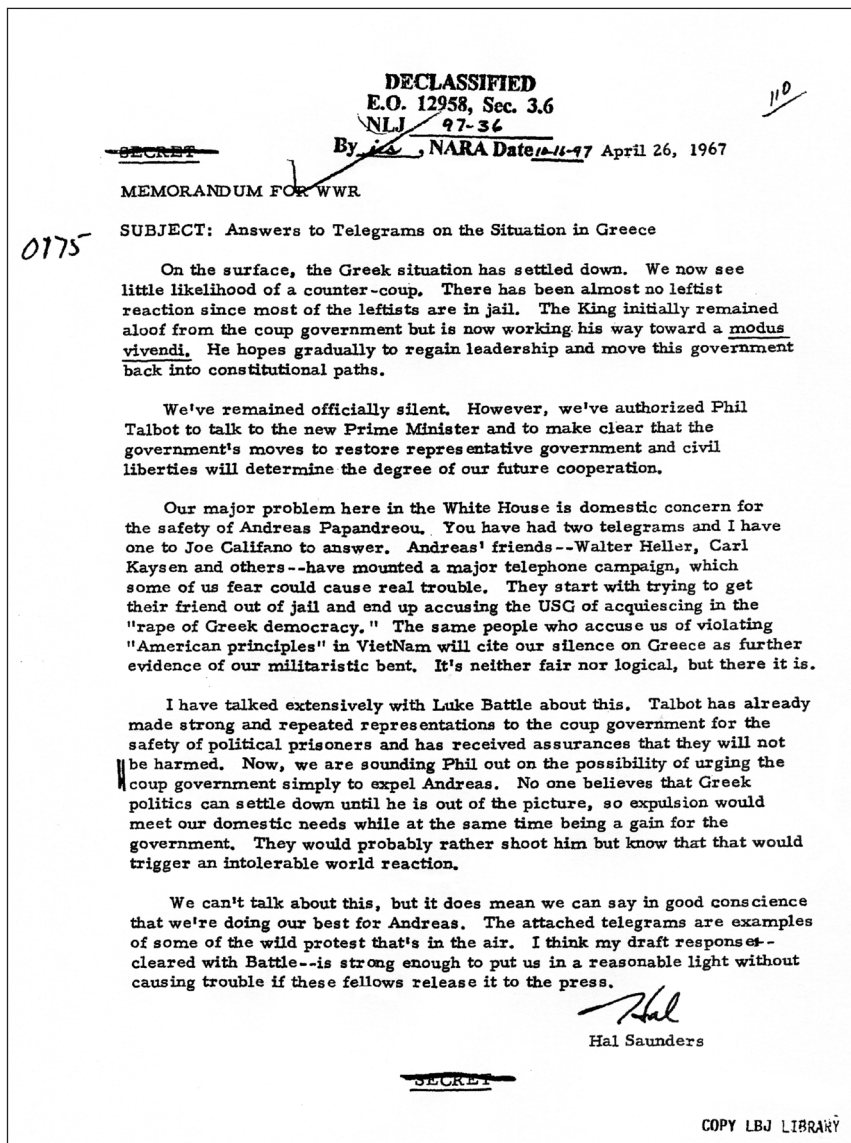 DECLASSIFIED
E.O. 12958, Sec. 3.6
NLJ 97-36
By , NARA Date 12-16-97 April 26, 1967
110
SECRET
MEMORANDUM FOR WWR
0175
SUBJECT: Answers to Telegrams on the Situation in Greece
On the surface, the Greek situation has settled down. We now see
little likelihood of a counter-coup. There has been almost no leftist
reaction since most of the leftists are in jail. The King initially remained
aloof from the coup government but is now working his way toward a modus
vivendi. He hopes gradually to regain leadership and move this government
back into constitutional paths.
We've remained officially silent. However, we've authorized Phil
Talbot to talk to the new Prime Minister and to make clear that the
government's moves to restore representative government and civil
liberties will determine the degree of our future cooperation.
Our major problem here in the White House is domestic concern for
the safety of Andreas Papandreou. You have had two telegrams and I have
one to Joe Califano to answer. Andreas' friends--Walter Heller, Carl
Kaysen and others--have mounted a major telephone campaign, which
some of us fear could cause real trouble. They start with trying to get
their friend out of jail and end up accusing the USG of acquiescing in the
"rape of Greek democracy." The same people who accuse us of violating
"American principles" in VietNam will cite our silence on Greece as further
evidence of our militaristic bent. It's neither fair nor logical, but there it is.
I have talked extensively with Luke Battle about this. Talbot has already
made strong and repeated representations to the coup government for the
safety of political prisoners and has received assurances that they will not
be harmed. Now, we are sounding Phil out on the possibility of urging the
coup government simply to expel Andreas. No one believes that Greek
politics can settle down until he is out of the picture, so expulsion would
meet our domestic needs while at the same time being a gain for the
government. They would probably rather shoot him but know that that would
trigger an intolerable world reaction.
We can't talk about this, but it does mean we can say in good conscience
that we're doing our best for Andreas. The attached telegrams are examples
of some of the wild protest that's in the air. I think my draft response--
cleared with Battle--is strong enough to put us in a reasonable light without
causing trouble if these fellows release it to the press.
Hal
Hal Saunders
SECRET
COPY LBJ LIBRARY